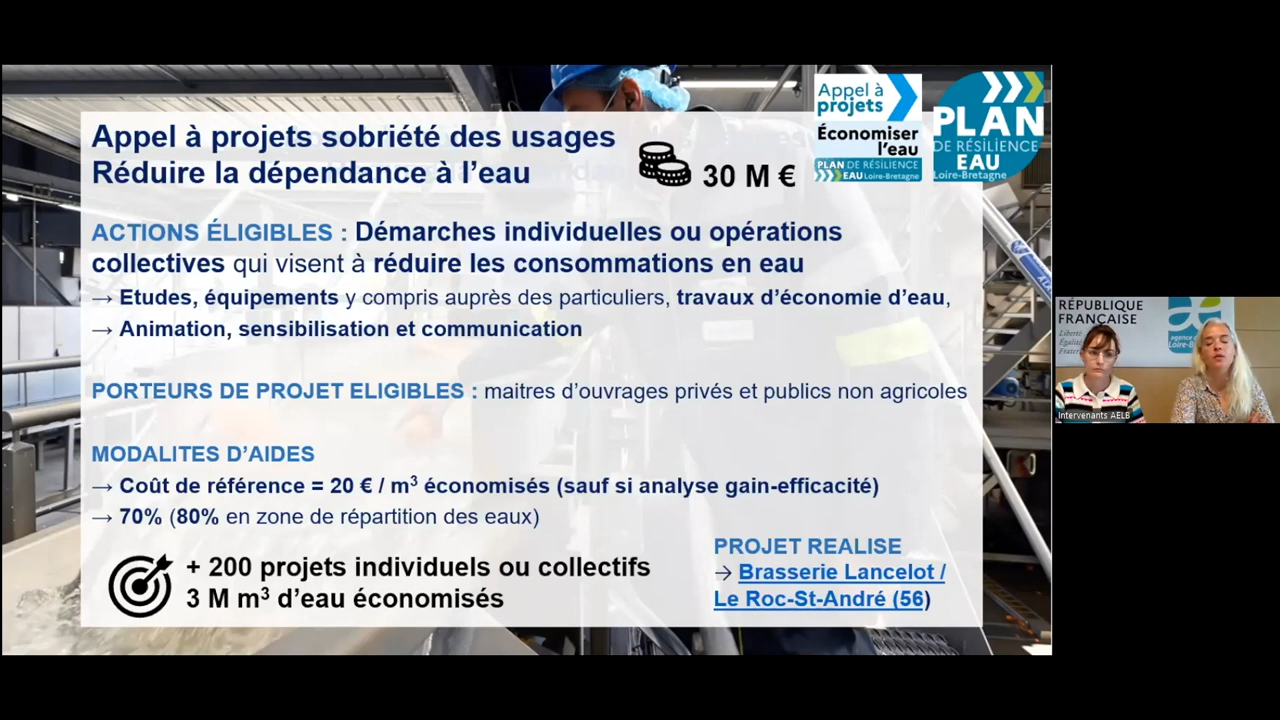 Appel à projets sobriété des usages
Réduire la dépendance à l'eau
30 M €
Appel à
projets
Économiser
l'eau
PLAN DE RÉSILIENCE
EAU Loire-Bretagne
PLAN
DE RÉSILIENCE
EAU
Loire-Bretagne
ACTIONS ÉLIGIBLES : Démarches individuelles ou opérations
collectives qui visent à réduire les consommations en eau
→ Etudes, équipements y compris auprès des particuliers, travaux d'économie d'eau,
→ Animation, sensibilisation et communication
PORTEURS DE PROJET ELIGIBLES : maitres d'ouvrages privés et publics non agricoles
MODALITES D'AIDES
→ Coût de référence = 20 € / m³ économisés (sauf si analyse gain-efficacité)
→ 70% (80% en zone de répartition des eaux)
+ 200 projets individuels ou collectifs
3 M m³ d'eau économisés
PROJET REALISE
→ Brasserie Lancelot /
Le Roc-St-André (56)
RÉPUBLIQUE
FRANÇAISE
Liberté
Intervenants AELB